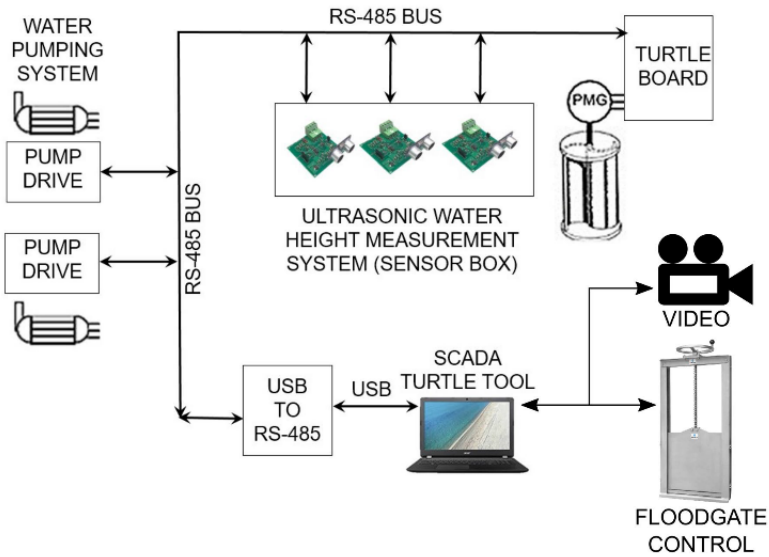 WATER
PUMPING
SYSTEM
PUMP
DRIVE
PUMP
DRIVE
RS-485 BUS
RS-485 BUS
TURTLE
BOARD
PMG
ULTRASONIC WATER
HEIGHT MEASUREMENT
SYSTEM (SENSOR BOX)
VIDEO
SCADA
TURTLE TOOL
USB
TO
RS-485
USB
FLOODGATE
CONTROL